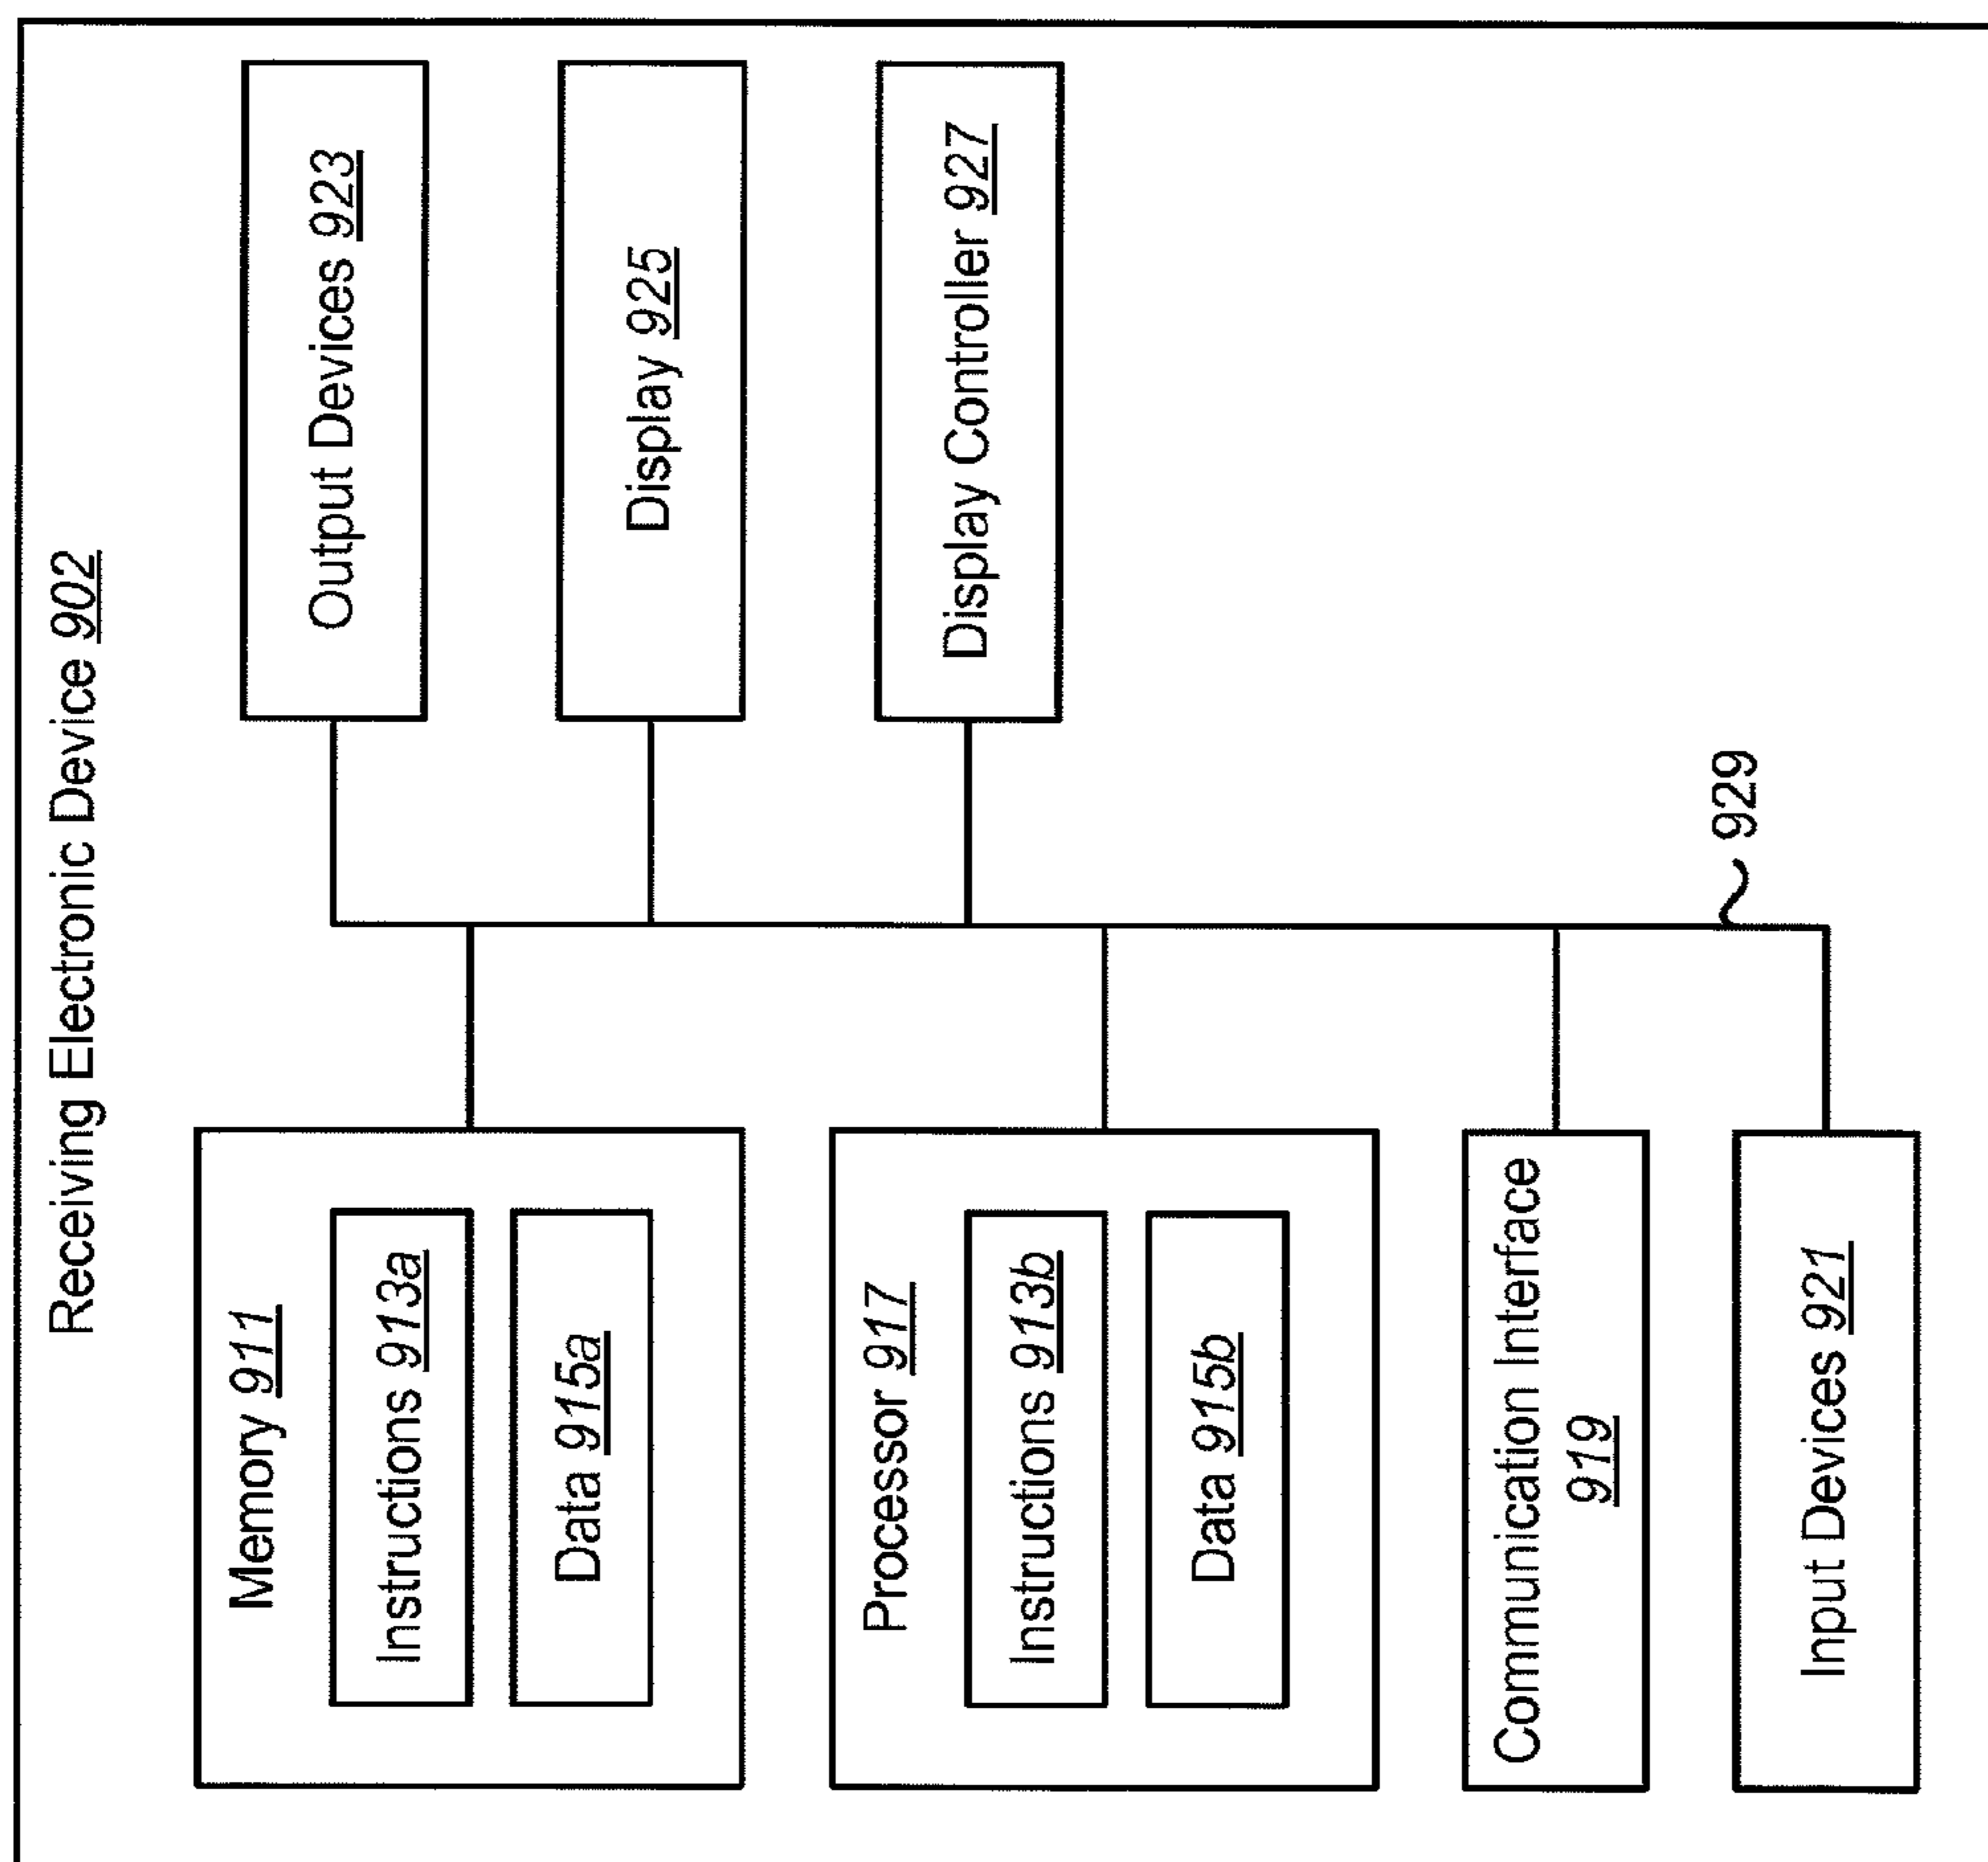 Receiving Electronic Device 902
Memory 911
Instructions 913a
Data 915a
Processor 917
Instructions 913b
Data 915b
Communication Interface
919
Input Devices 921
Output Devices 923
Display 925
Display Controller 927
929